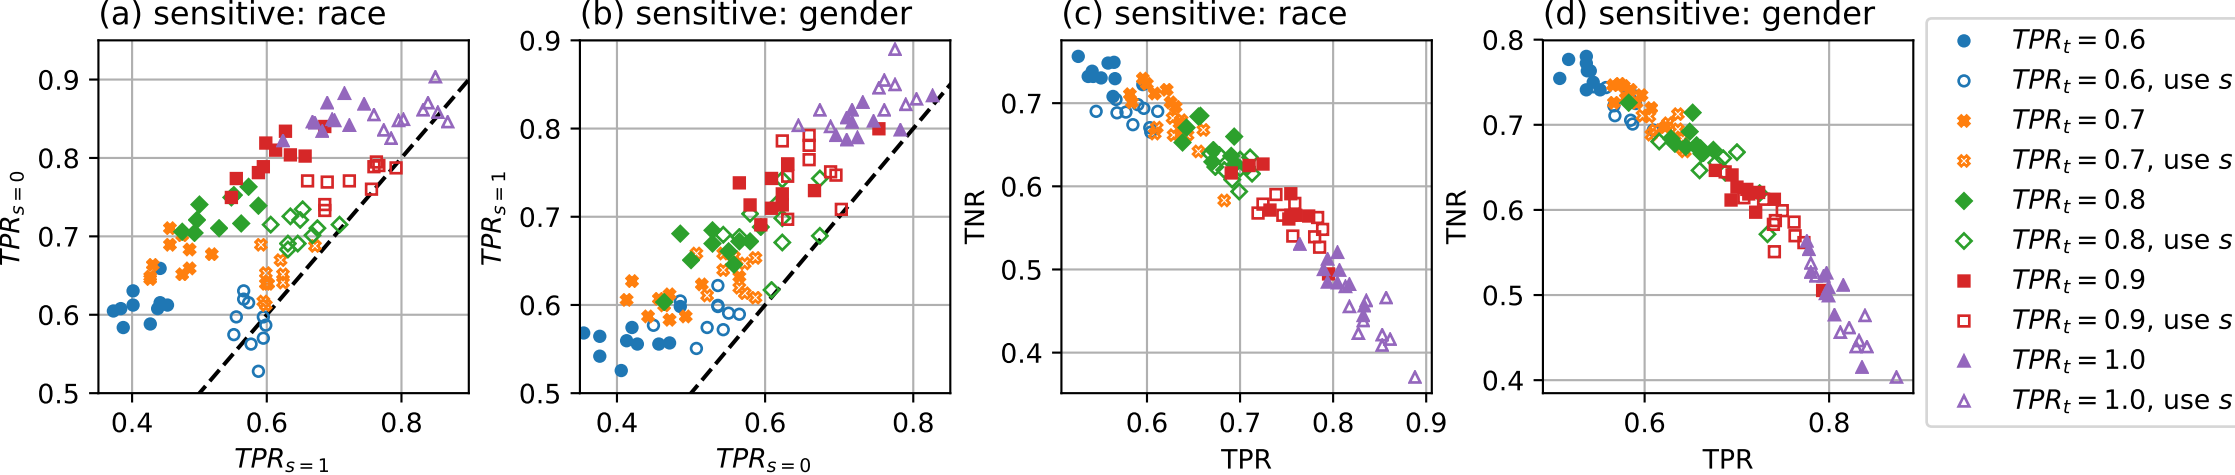 (a) sensitive: race
TPR_{s=0}
0.9
0.8
0.7
0.6
0.5
0.4 0.6 0.8
TPR_{s=1}
(b) sensitive: gender
TPR_{s=1}
0.9
0.8
0.7
0.6
0.5
0.4 0.6 0.8
TPR_{s=0}
(c) sensitive: race
TNR
0.7
0.6
0.5
0.4
0.6 0.7 0.8 0.9
TPR
(d) sensitive: gender
TNR
0.8
0.7
0.6
0.5
0.4
0.6 0.8
TPR
TPR_t = 0.6
TPR_t = 0.6, use s
TPR_t = 0.7
TPR_t = 0.7, use s
TPR_t = 0.8
TPR_t = 0.8, use s
TPR_t = 0.9
TPR_t = 0.9, use s
TPR_t = 1.0
TPR_t = 1.0, use s